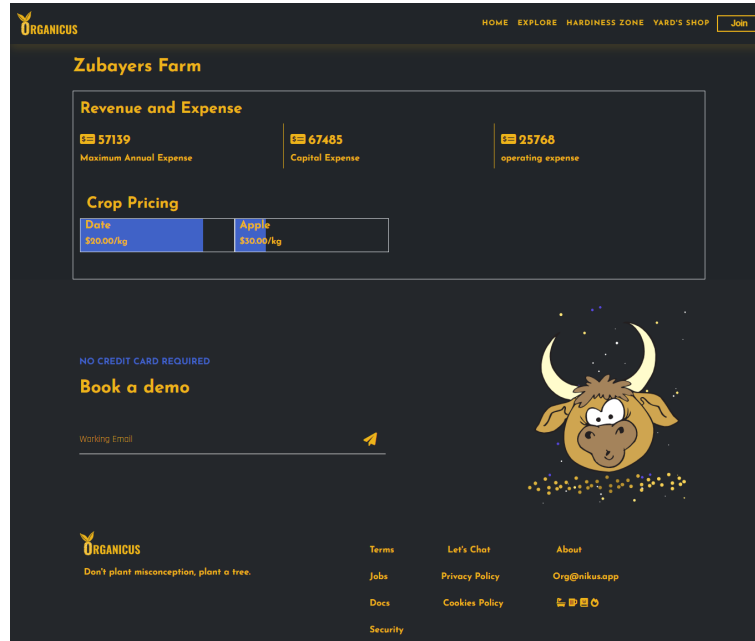 ORGANICUS
HOME EXPLORE HARDINESS ZONE YARD'S SHOP Join
Zubayers Farm
Revenue and Expense
57139 67485 25768
Maximum Annual Expense Capital Expense operating expense
Crop Pricing
Date Apple
$20.00/kg $30.00/kg
NO CREDIT CARD REQUIRED
Book a demo
Working Email
ORGANICUS
Don't plant misconception, plant a tree.
Terms Let's Chat About
Jobs Privacy Policy Org@nikus.app
Docs Cookies Policy
Security